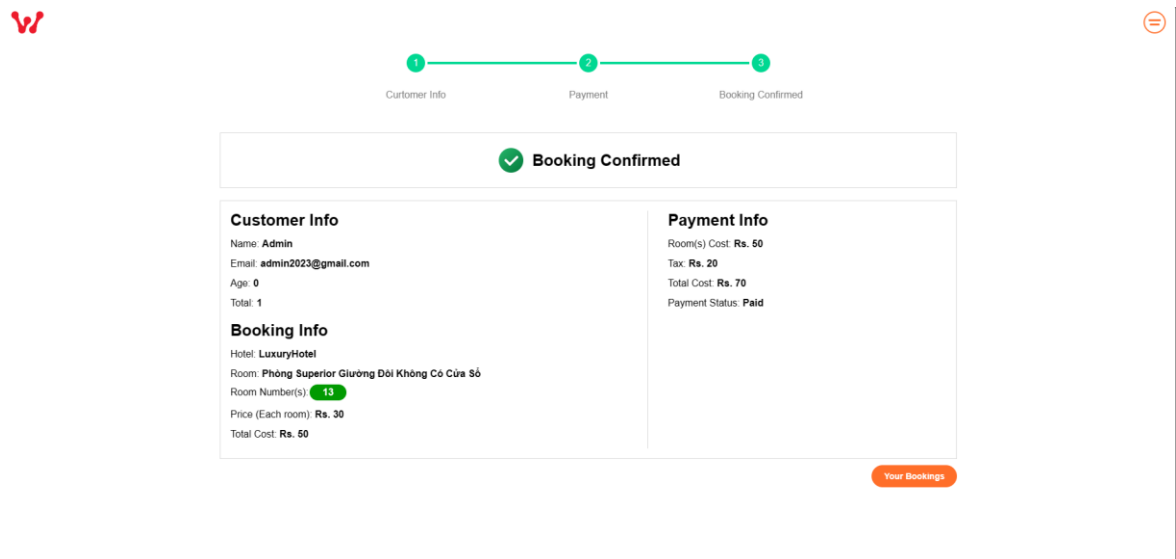 1
2
3
Curtomer Info
Payment
Booking Confirmed
Booking Confirmed
Customer Info
Name: Admin
Email: admin2023@gmail.com
Age: 0
Total: 1
Booking Info
Hotel: LuxuryHotel
Room: Phòng Superior Giường Đôi Không Có Cửa Sổ
Room Number(s): 13
Price (Each room): Rs. 30
Total Cost: Rs. 50
Payment Info
Room(s) Cost: Rs. 50
Tax: Rs. 20
Total Cost: Rs. 70
Payment Status: Paid
Your Bookings